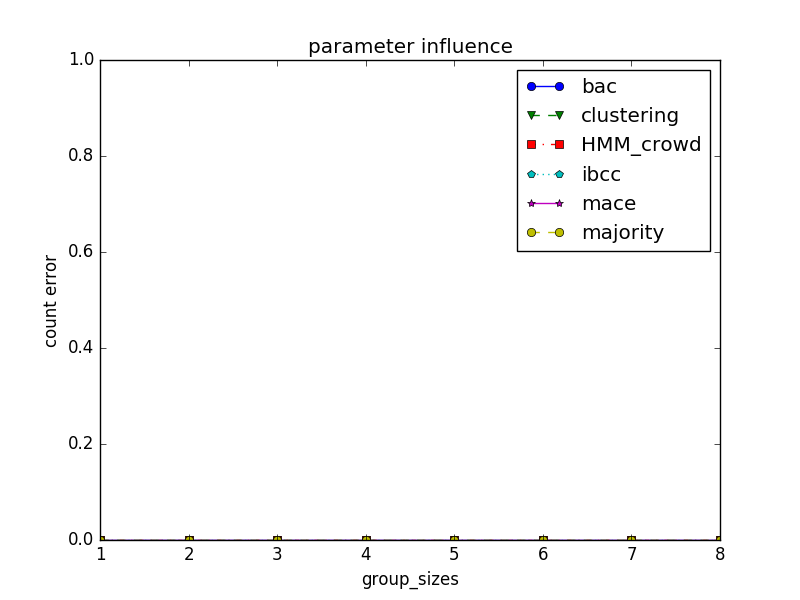 parameter influence
1.0
0.8
0.6
0.4
0.2
0.0
count error
bac
clustering
HMM_crowd
ibcc
mace
majority
1 2 3 4 5 6 7 8
group_sizes